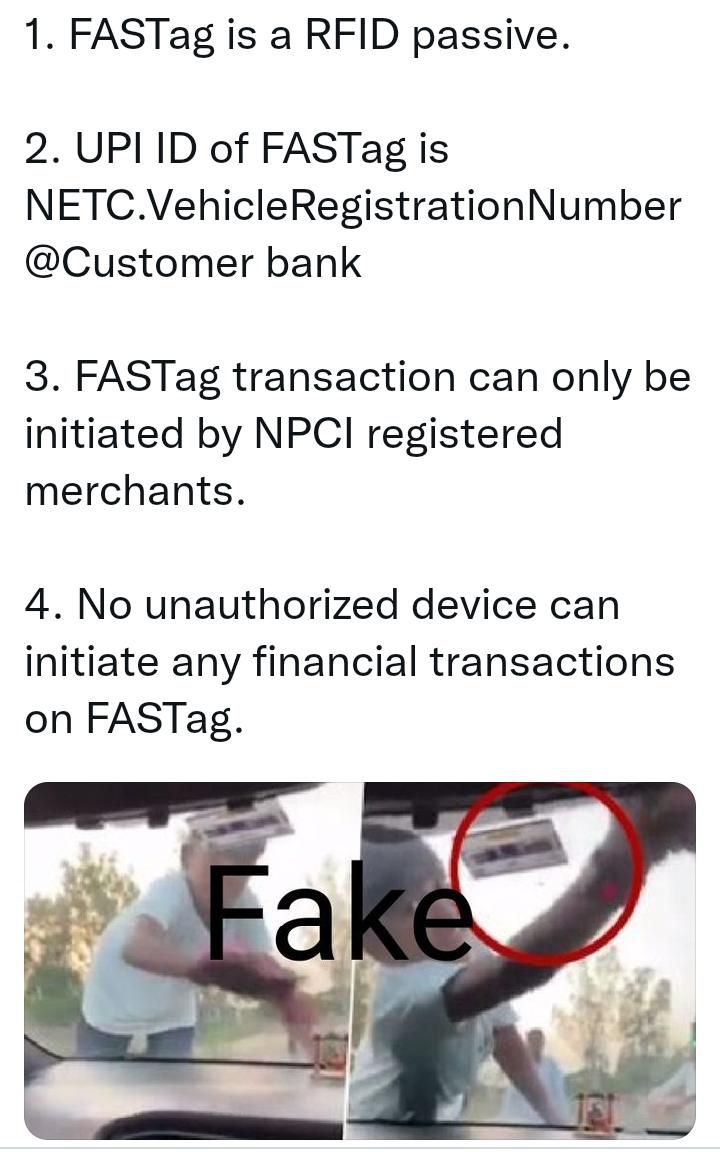 1. FASTag is a RFID passive.
2. UPI ID of FASTag is
NETC.VehicleRegistrationNumber
@Customer bank
3. FASTag transaction can only be
initiated by NPCI registered
merchants.
4. No unauthorized device can
initiate any financial transactions
on FASTag.
Fake